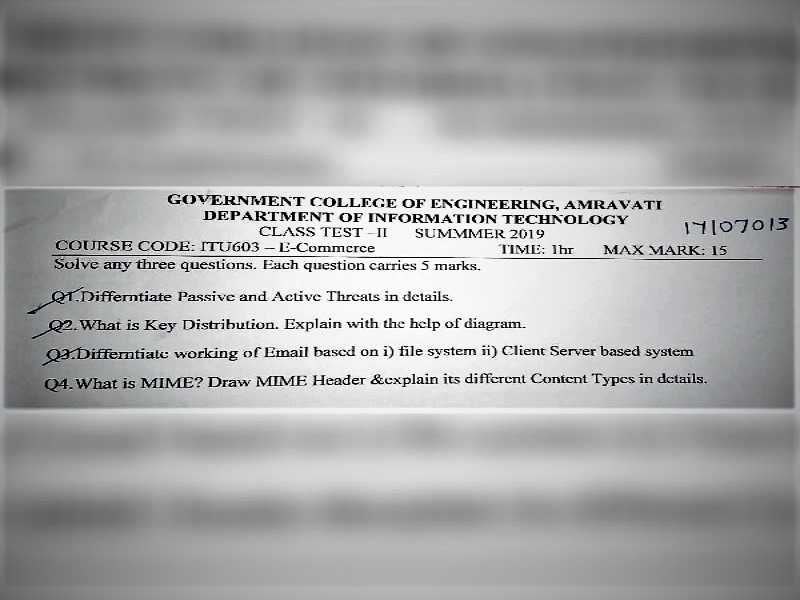 GOVERNMENT COLLEGE OF ENGINEERING, AMRAVATI
DEPARTMENT OF INFORMATION TECHNOLOGY
CLASS TEST –II SUMMMER 2019
17107013
COURSE CODE: ITU603 – E-Commerce TIME: 1hr MAX MARK: 15
Solve any three questions. Each question carries 5 marks.
Q1.Differntiate Passive and Active Threats in details.
Q2.What is Key Distribution. Explain with the help of diagram.
Q3.Differntiate working of Email based on i) file system ii) Client Server based system
Q4.What is MIME? Draw MIME Header &explain its different Content Types in details.